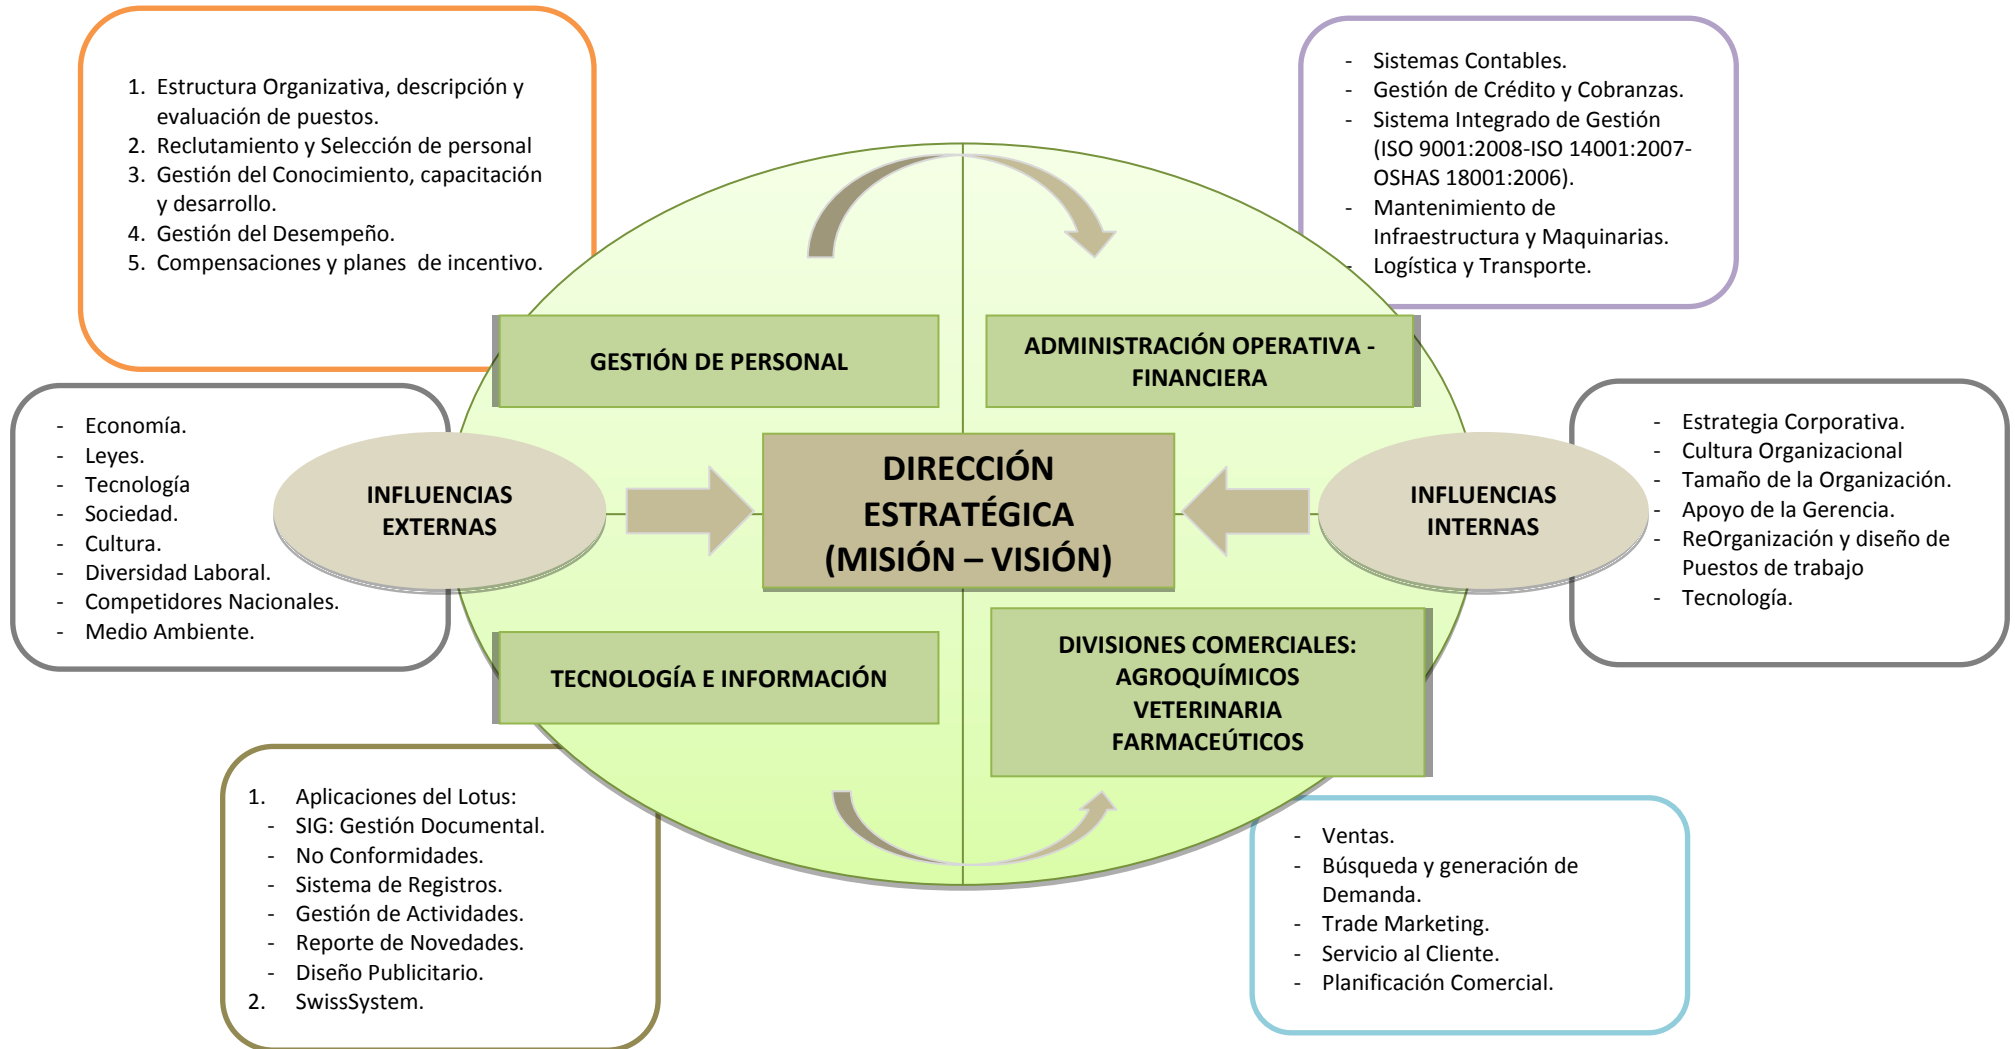 1. Estructura Organizativa, descripción y
evaluación de puestos.
2. Reclutamiento y Selección de personal
3. Gestión del Conocimiento, capacitación
y desarrollo.
4. Gestión del Desempeño.
5. Compensaciones y planes de incentivo.
- Sistemas Contables.
- Gestión de Crédito y Cobranzas.
- Sistema Integrado de Gestión
(ISO 9001:2008-ISO 14001:2007-
OSHAS 18001:2006).
- Mantenimiento de
Infraestructura y Maquinarias.
- Logística y Transporte.
GESTIÓN DE PERSONAL
ADMINISTRACIÓN OPERATIVA -
FINANCIERA
- Economía.
- Leyes.
- Tecnología
- Sociedad.
- Cultura.
- Diversidad Laboral.
- Competidores Nacionales.
- Medio Ambiente.
INFLUENCIAS
EXTERNAS
DIRECCIÓN
ESTRATÉGICA
(MISIÓN – VISIÓN)
INFLUENCIAS
INTERNAS
- Estrategia Corporativa.
- Cultura Organizacional
- Tamaño de la Organización.
- Apoyo de la Gerencia.
- ReOrganización y diseño de
Puestos de trabajo
- Tecnología.
TECNOLOGÍA E INFORMACIÓN
DIVISIONES COMERCIALES:
AGROQUÍMICOS
VETERINARIA
FARMACEÚTICOS
1. Aplicaciones del Lotus:
- SIG: Gestión Documental.
- No Conformidades.
- Sistema de Registros.
- Gestión de Actividades.
- Reporte de Novedades.
- Diseño Publicitario.
2. SwissSystem.
- Ventas.
- Búsqueda y generación de
Demanda.
- Trade Marketing.
- Servicio al Cliente.
- Planificación Comercial.